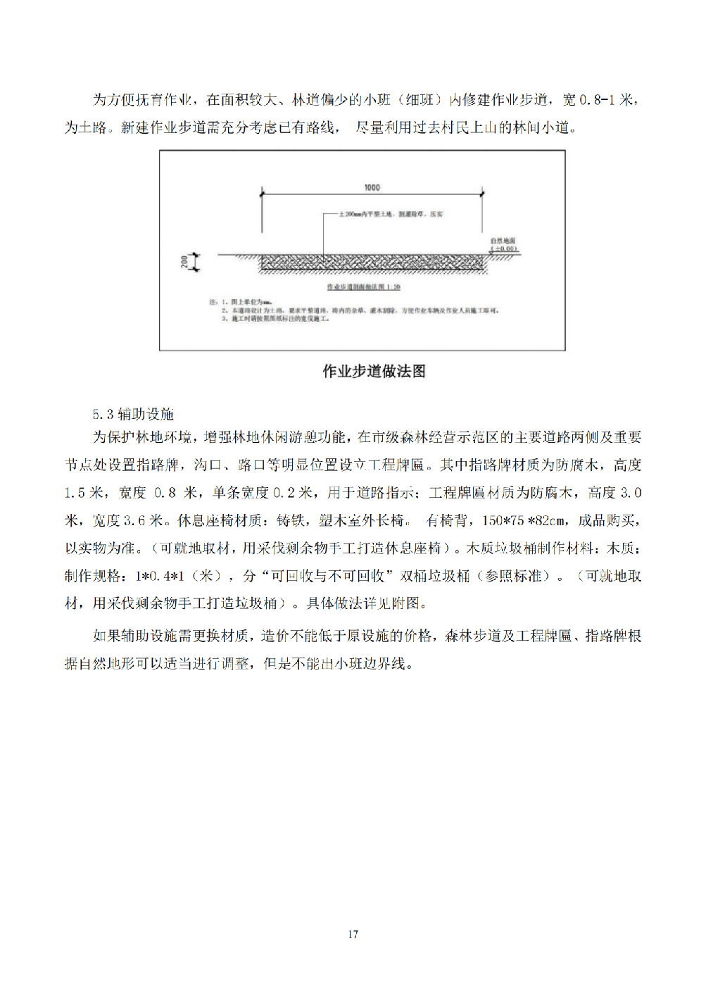 为方便抚育作业，在面积较大、林道偏少的小班（细班）内修建作业步道，宽 0.8-1 米，
为土路。新建作业步道需充分考虑已有路线， 尽量利用过去村民上山的林间小道。
1000
±200mm内平整土地，割灌除草，压实
自然地面
（±0.00）
200
作业步道剖面做法图 1:20
注：1、图上单位为mm。
2、本道路设计为土路，要求平整道路，将内的杂草、灌木割除，方便作业车辆及作业人员施工即可。
3、施工时请按照图纸标注的宽度施工。
作业步道做法图
5.3 辅助设施
为保护林地环境，增强林地休闲游憩功能，在市级森林经营示范区的主要道路两侧及重要
节点处设置指路牌，沟口、路口等明显位置设立工程牌匾。其中指路牌材质为防腐木，高度
1.5 米，宽度 0.8 米，单条宽度 0.2 米，用于道路指示；工程牌匾材质为防腐木，高度 3.0
米，宽度 3.6 米。休息座椅材质：铸铁，塑木室外长椅。 有椅背，150*75 *82cm，成品购买，
以实物为准。（可就地取材，用采伐剩余物手工打造休息座椅）。木质垃圾桶制作材料：木质；
制作规格：1*0.4*1（米），分“可回收与不可回收”双桶垃圾桶（参照标准）。（可就地取
材，用采伐剩余物手工打造垃圾桶）。具体做法详见附图。
如果辅助设施需更换材质，造价不能低于原设施的价格，森林步道及工程牌匾、指路牌根
据自然地形可以适当进行调整，但是不能出小班边界线。
17